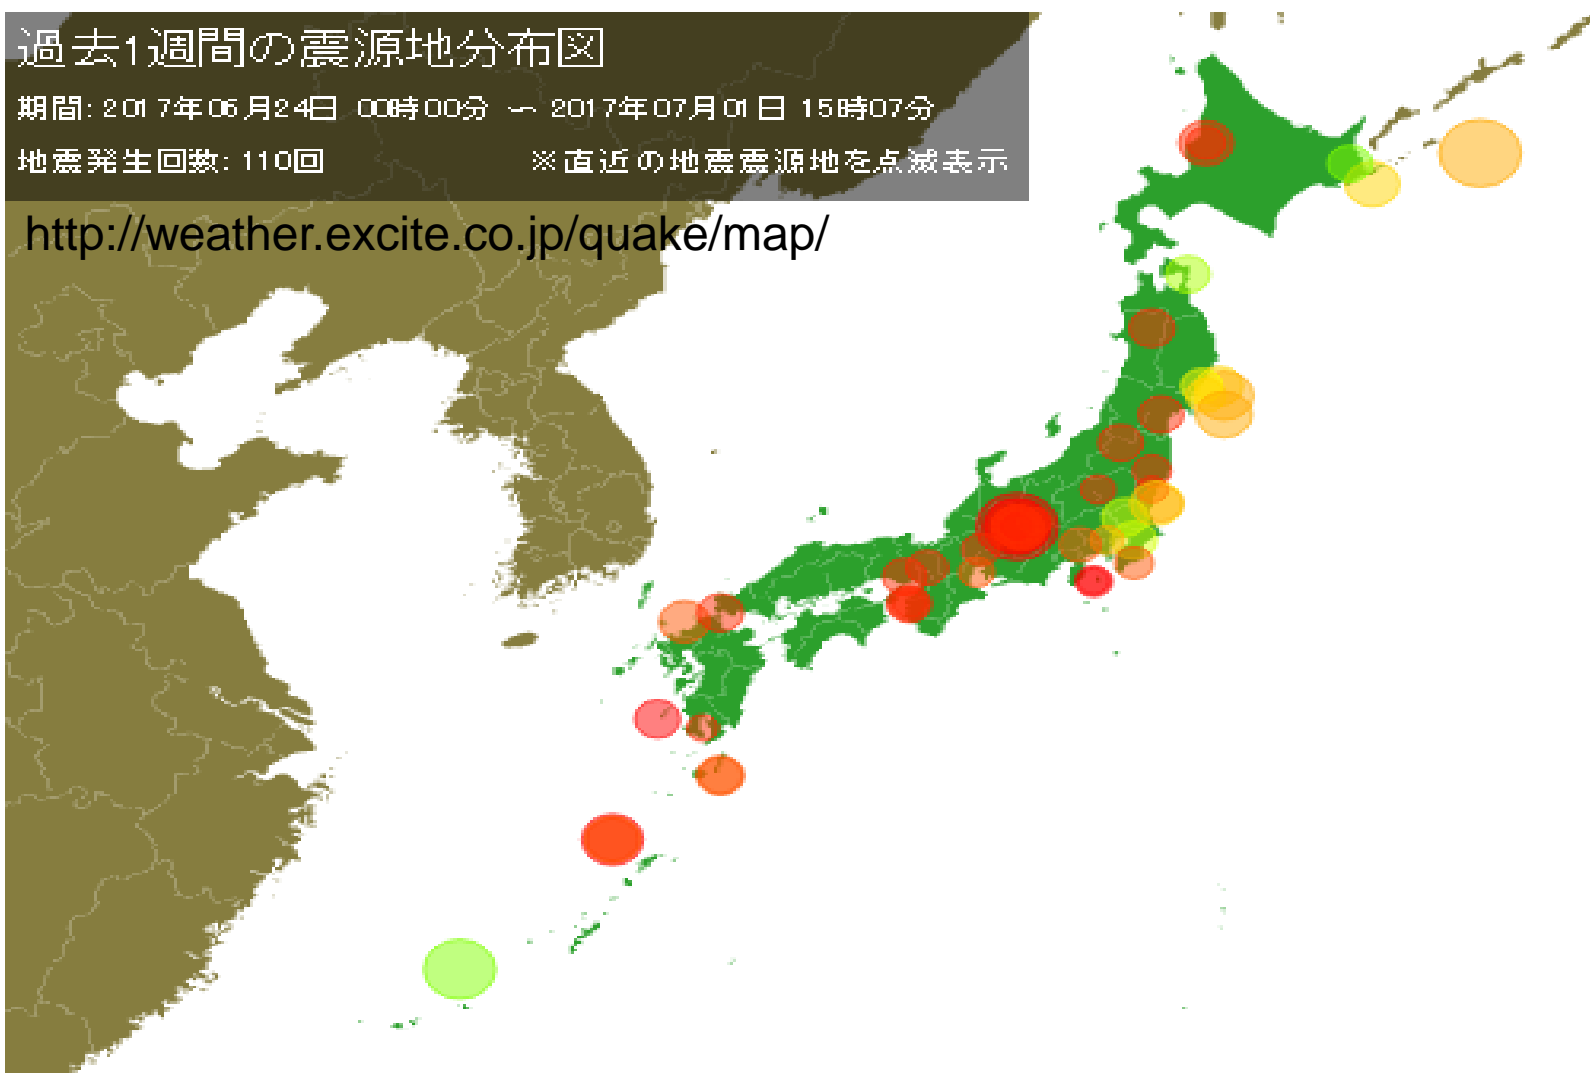 過去1週間の震源地分布図
期間: 2017年06月24日 00時00分 ～ 2017年07月01日 15時07分
地震発生回数: 110回 ※直近の地震震源地を点滅表示
http://weather.excite.co.jp/quake/map/